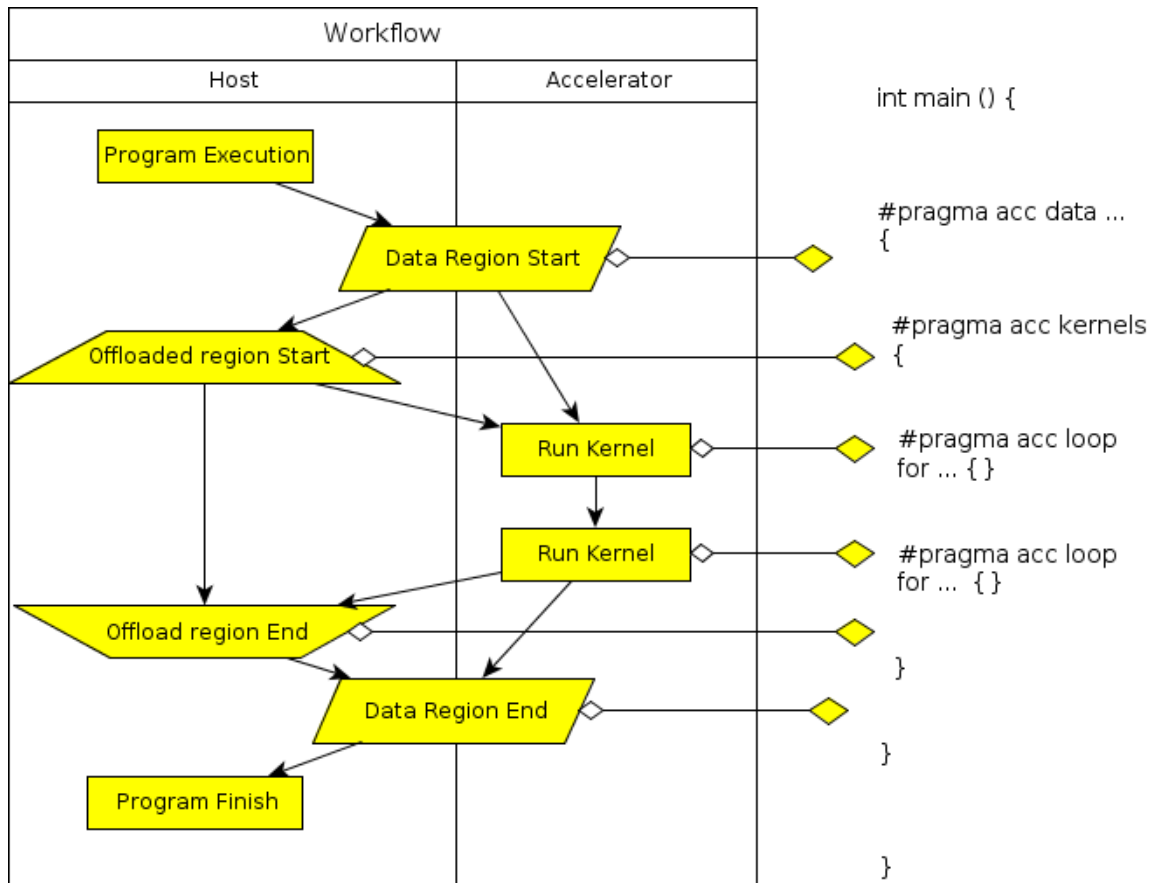 Workflow
Host
Accelerator
int main () {
Program Execution
#pragma acc data ...
{
Data Region Start
#pragma acc kernels
{
Offloaded region Start
#pragma acc loop
for ... { }
Run Kernel
#pragma acc loop
for ...  { }
Run Kernel
Offload region End
}
Data Region End
}
Program Finish
}